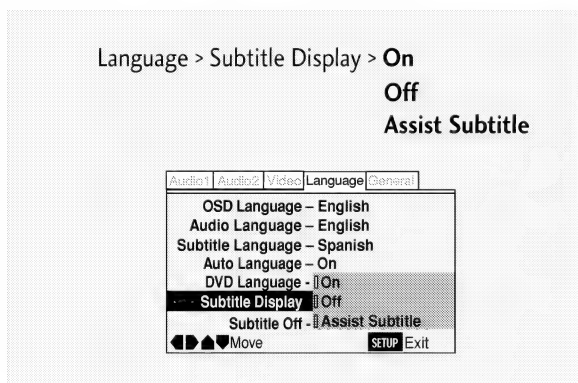 Language > Subtitle Display > On
Off
Assist Subtitle
Audio1 Audio2 Video Language General
OSD Language – English
Audio Language – English
Subtitle Language – Spanish
Auto Language – On
DVD Language - On
Subtitle Display Off
Subtitle Off - Assist Subtitle
Move SETUP Exit